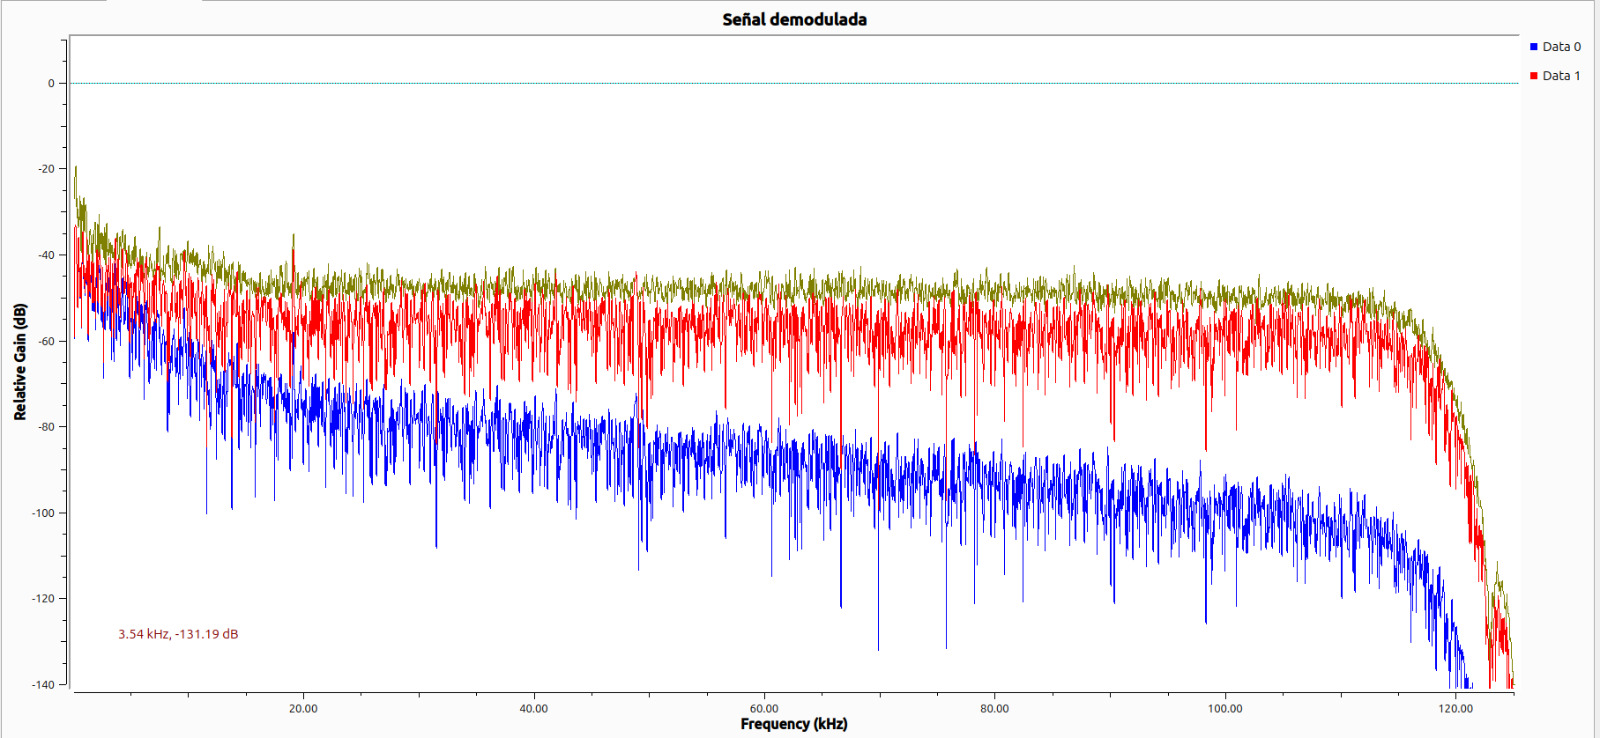 Señal demodulada
Data 0
Data 1
Relative Gain (dB)
0
-20
-40
-60
-80
-100
-120
-140
3.54 kHz, -131.19 dB
20.00 40.00 60.00 80.00 100.00 120.00
Frequency (kHz)